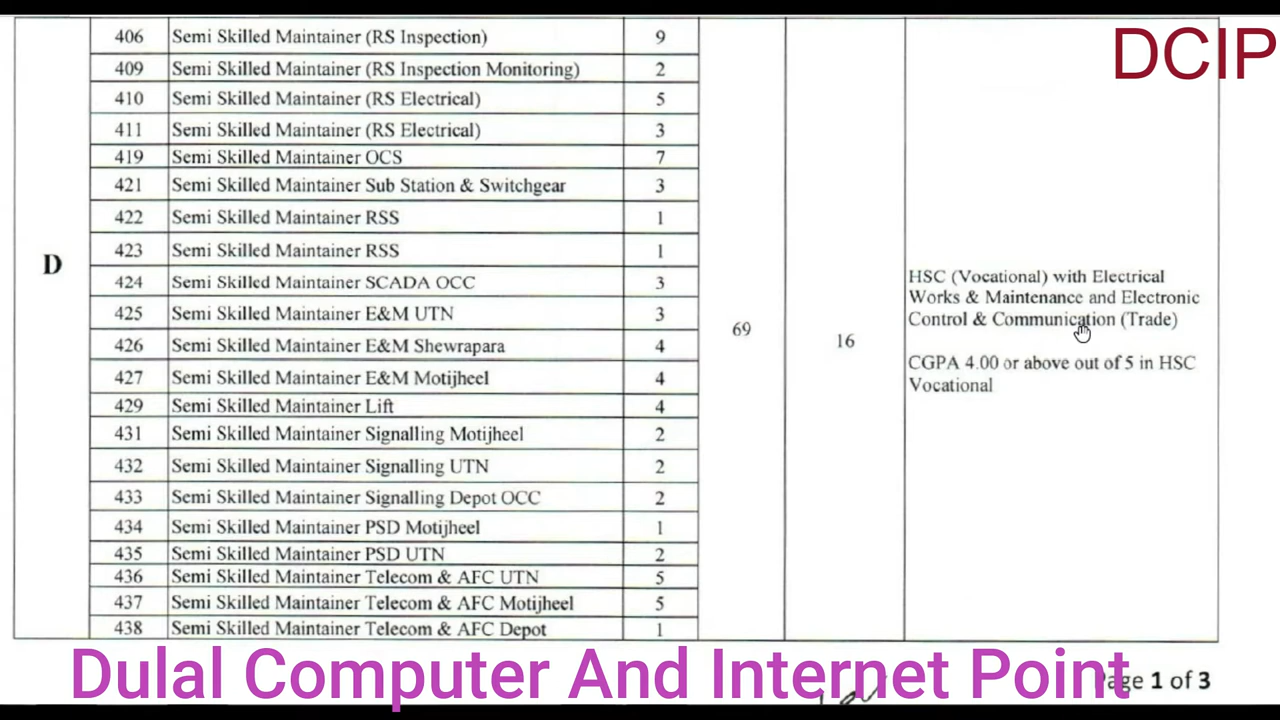 DCIP
406 Semi Skilled Maintainer (RS Inspection) 9
409 Semi Skilled Maintainer (RS Inspection Monitoring) 2
410 Semi Skilled Maintainer (RS Electrical) 5
411 Semi Skilled Maintainer (RS Electrical) 3
419 Semi Skilled Maintainer OCS 7
421 Semi Skilled Maintainer Sub Station & Switchgear 3
422 Semi Skilled Maintainer RSS 1
423 Semi Skilled Maintainer RSS 1
D
424 Semi Skilled Maintainer SCADA OCC 3
425 Semi Skilled Maintainer E&M UTN 3
426 Semi Skilled Maintainer E&M Shewrapara 4
427 Semi Skilled Maintainer E&M Motijheel 4
429 Semi Skilled Maintainer Lift 4
431 Semi Skilled Maintainer Signalling Motijheel 2
432 Semi Skilled Maintainer Signalling UTN 2
433 Semi Skilled Maintainer Signalling Depot OCC 2
434 Semi Skilled Maintainer PSD Motijheel 1
435 Semi Skilled Maintainer PSD UTN 2
436 Semi Skilled Maintainer Telecom & AFC UTN 5
437 Semi Skilled Maintainer Telecom & AFC Motijheel 5
438 Semi Skilled Maintainer Telecom & AFC Depot 1
69
16
HSC (Vocational) with Electrical
Works & Maintenance and Electronic
Control & Communication (Trade)
CGPA 4.00 or above out of 5 in HSC
Vocational
Dulal Computer And Internet Point
Page 1 of 3